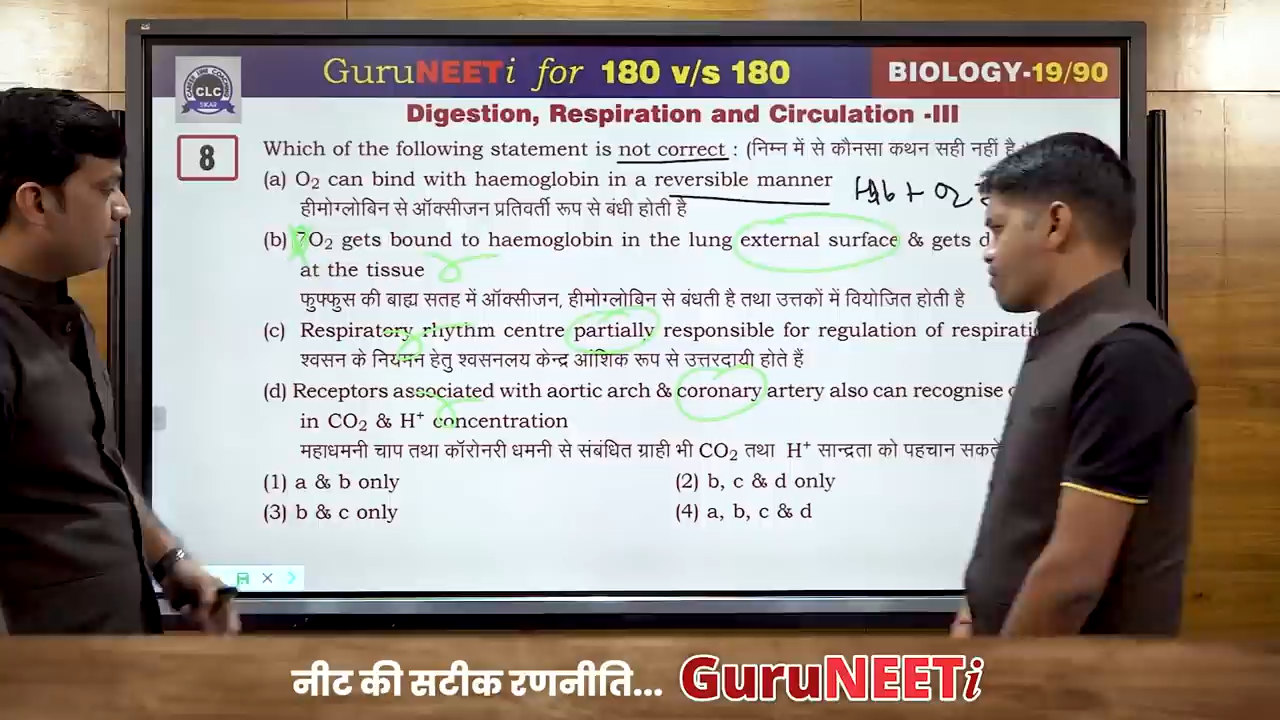 GuruNEETi for 180 v/s 180
BIOLOGY-19/90
CAREER LINE COACHING
CLC
SIKAR
Digestion, Respiration and Circulation -III
8
Which of the following statement is not correct : (निम्न में से कौनसा कथन सही नहीं है
(a) O₂ can bind with haemoglobin in a reversible manner
Hb + O₂
हीमोग्लोबिन से ऑक्सीजन प्रतिवर्ती रूप से बंधी होती है
(b) O₂ gets bound to haemoglobin in the lung external surface & gets d
at the tissue
फुफ्फुस की बाह्य सतह में ऑक्सीजन, हीमोग्लोबिन से बंधती है तथा उत्तकों में वियोजित होती है
(c) Respiratory rhythm centre partially responsible for regulation of respirati
श्वसन के नियमन हेतु श्वसनलय केन्द्र आंशिक रूप से उत्तरदायी होते हैं
(d) Receptors associated with aortic arch & coronary artery also can recognise
in CO₂ & H⁺ concentration
महाधमनी चाप तथा कॉरोनरी धमनी से संबंधित ग्राही भी CO₂ तथा H⁺ सान्द्रता को पहचान सकते
(1) a & b only
(2) b, c & d only
(3) b & c only
(4) a, b, c & d
नीट की सटीक रणनीति... GuruNEETi